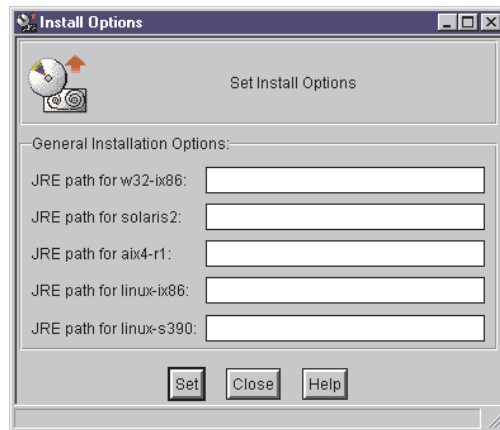 Install Options
Set Install Options
General Installation Options:
JRE path for w32-ix86:
JRE path for solaris2:
JRE path for aix4-r1:
JRE path for linux-ix86:
JRE path for linux-s390:
Set Close Help